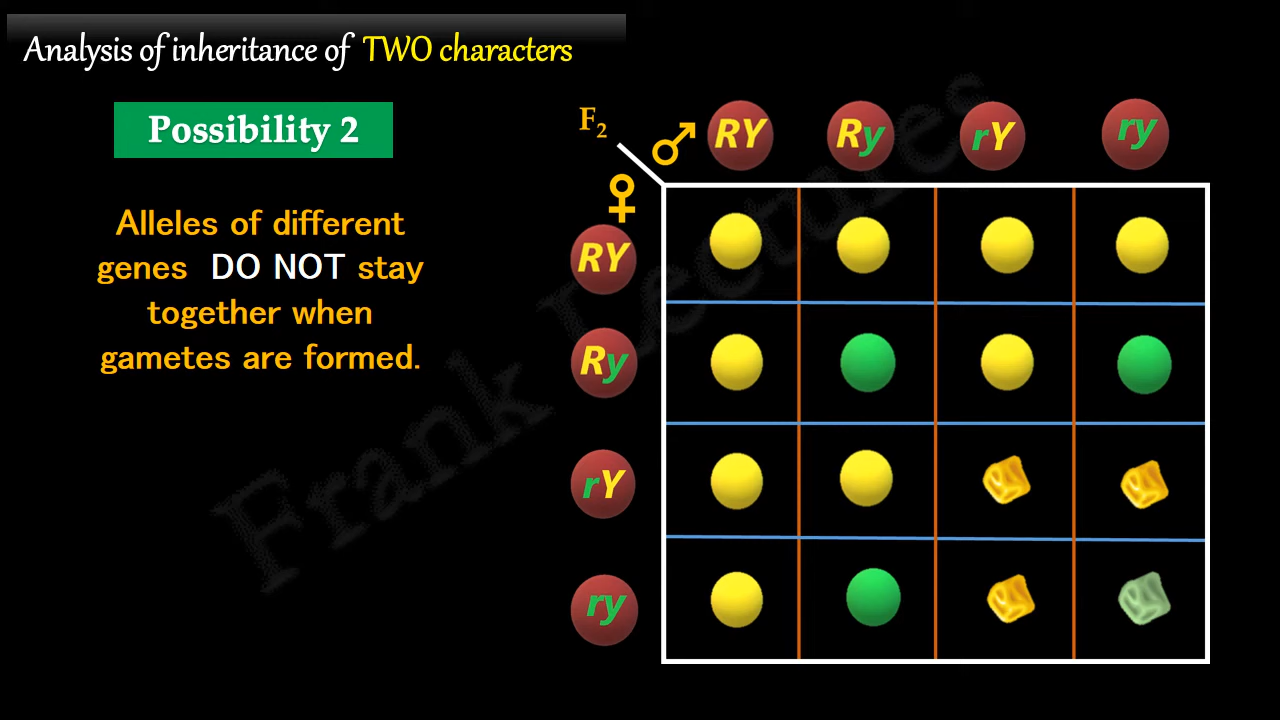 Analysis of inheritance of TWO characters
Possibility 2
Alleles of different
genes DO NOT stay
together when
gametes are formed.
F2 ♂ RY Ry rY ry
♀
RY
Ry
rY
ry
Frank Lectures